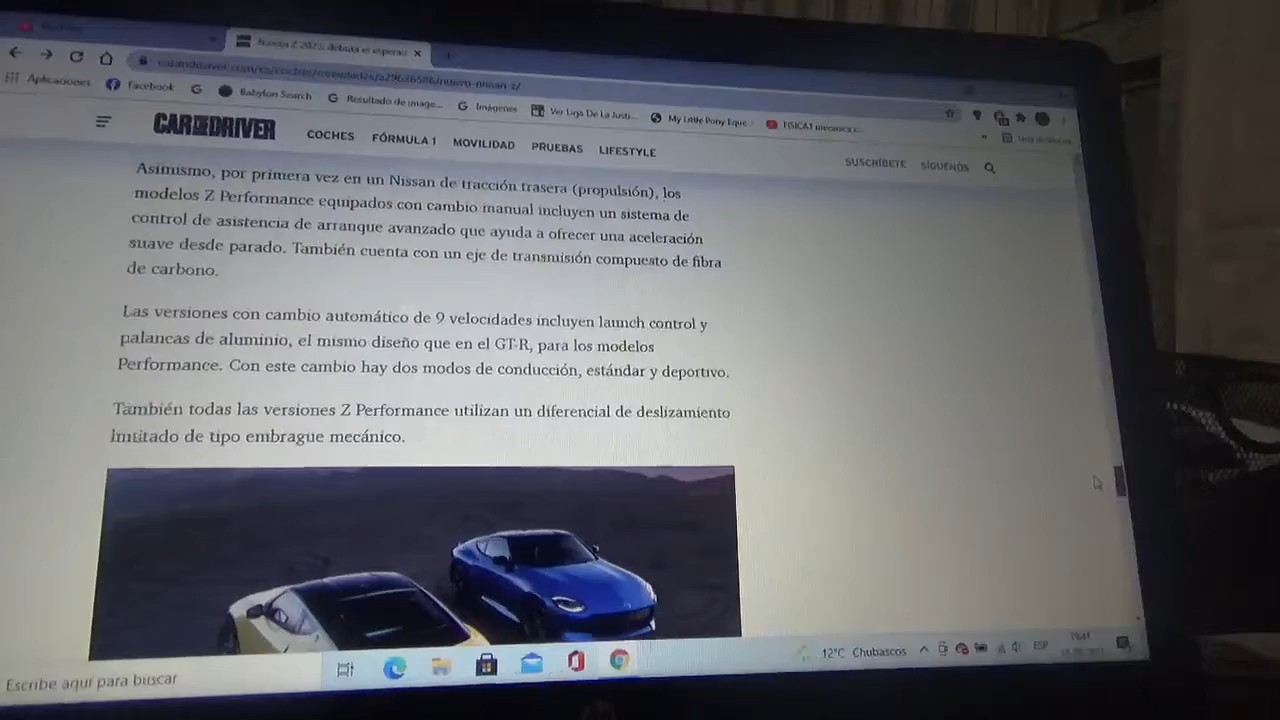 Nissan Z 2023: debuta el esperad
Aplicaciones
Facebook
Babylon Search
Resultado de image...
Imágenes
Ver Liga De La Justi...
My Little Pony Eque...
FISICA1 mecanica c...
CAR AND DRIVER
COCHES FÓRMULA 1 MOVILIDAD PRUEBAS LIFESTYLE
SUSCRÍBETE SÍGUENOS
Asimismo, por primera vez en un Nissan de tracción trasera (propulsión), los
modelos Z Performance equipados con cambio manual incluyen un sistema de
control de asistencia de arranque avanzado que ayuda a ofrecer una aceleración
suave desde parado. También cuenta con un eje de transmisión compuesto de fibra
de carbono.
Las versiones con cambio automático de 9 velocidades incluyen launch control y
palancas de aluminio, el mismo diseño que en el GT-R, para los modelos
Performance. Con este cambio hay dos modos de conducción, estándar y deportivo.
También todas las versiones Z Performance utilizan un diferencial de deslizamiento
limitado de tipo embrague mecánico.
Escribe aquí para buscar
12°C Chubascos
ESP